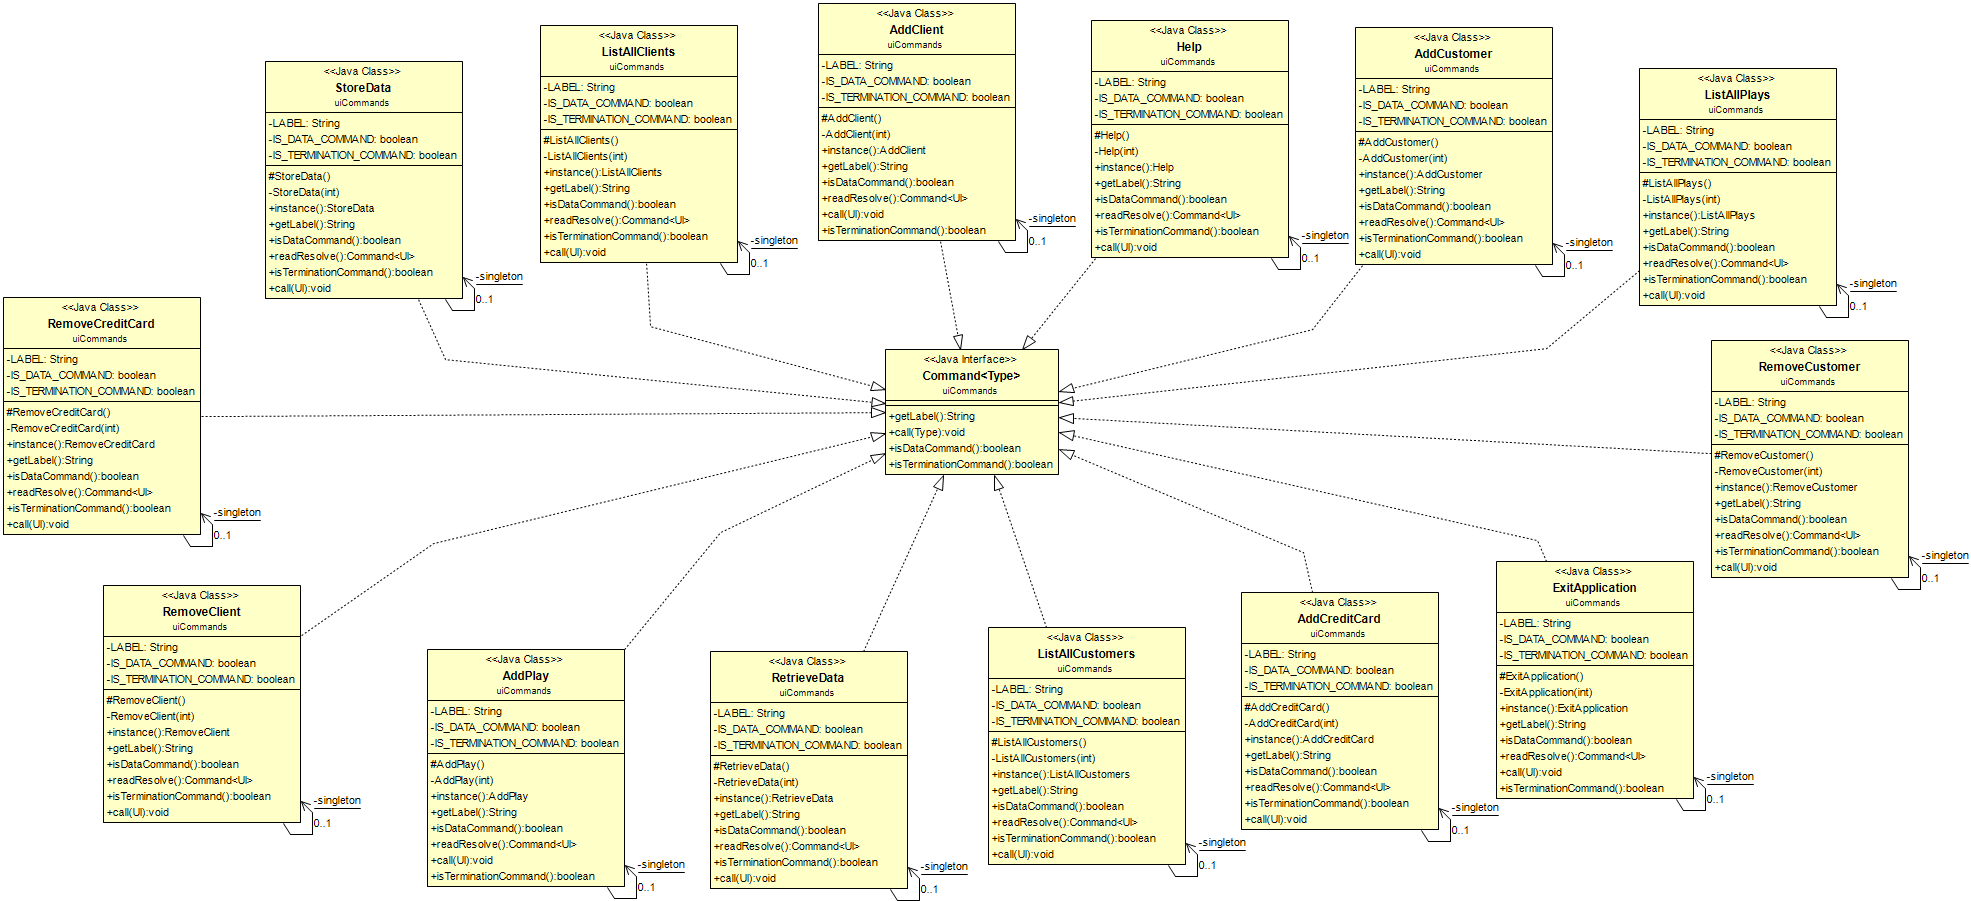 <<Java Class>>
StoreData
uiCommands
-LABEL: String
-IS_DATA_COMMAND: boolean
-IS_TERMINATION_COMMAND: boolean
#StoreData()
-StoreData(int)
+instance():StoreData
+getLabel():String
+isDataCommand():boolean
+readResolve():Command<UI>
+isTerminationCommand():boolean
+call(UI):void
-singleton
0..1
<<Java Class>>
ListAllClients
uiCommands
-LABEL: String
-IS_DATA_COMMAND: boolean
-IS_TERMINATION_COMMAND: boolean
#ListAllClients()
-ListAllClients(int)
+instance():ListAllClients
+getLabel():String
+isDataCommand():boolean
+readResolve():Command<UI>
+isTerminationCommand():boolean
+call(UI):void
-singleton
0..1
<<Java Class>>
AddClient
uiCommands
-LABEL: String
-IS_DATA_COMMAND: boolean
-IS_TERMINATION_COMMAND: boolean
#AddClient()
-AddClient(int)
+instance():AddClient
+getLabel():String
+isDataCommand():boolean
+readResolve():Command<UI>
+call(UI):void
+isTerminationCommand():boolean
-singleton
0..1
<<Java Class>>
Help
uiCommands
-LABEL: String
-IS_DATA_COMMAND: boolean
-IS_TERMINATION_COMMAND: boolean
#Help()
-Help(int)
+instance():Help
+getLabel():String
+isDataCommand():boolean
+readResolve():Command<UI>
+isTerminationCommand():boolean
+call(UI):void
-singleton
0..1
<<Java Class>>
AddCustomer
uiCommands
-LABEL: String
-IS_DATA_COMMAND: boolean
-IS_TERMINATION_COMMAND: boolean
#AddCustomer()
-AddCustomer(int)
+instance():AddCustomer
+getLabel():String
+isDataCommand():boolean
+readResolve():Command<UI>
+isTerminationCommand():boolean
+call(UI):void
-singleton
0..1
<<Java Class>>
ListAllPlays
uiCommands
-LABEL: String
-IS_DATA_COMMAND: boolean
-IS_TERMINATION_COMMAND: boolean
#ListAllPlays()
-ListAllPlays(int)
+instance():ListAllPlays
+getLabel():String
+isDataCommand():boolean
+readResolve():Command<UI>
+isTerminationCommand():boolean
+call(UI):void
-singleton
0..1
<<Java Class>>
RemoveCreditCard
uiCommands
-LABEL: String
-IS_DATA_COMMAND: boolean
-IS_TERMINATION_COMMAND: boolean
#RemoveCreditCard()
-RemoveCreditCard(int)
+instance():RemoveCreditCard
+getLabel():String
+isDataCommand():boolean
+readResolve():Command<UI>
+isTerminationCommand():boolean
+call(UI):void
-singleton
0..1
<<Java Interface>>
Command<Type>
uiCommands
+getLabel():String
+call(Type):void
+isDataCommand():boolean
+isTerminationCommand():boolean
<<Java Class>>
RemoveCustomer
uiCommands
-LABEL: String
-IS_DATA_COMMAND: boolean
-IS_TERMINATION_COMMAND: boolean
#RemoveCustomer()
-RemoveCustomer(int)
+instance():RemoveCustomer
+getLabel():String
+isDataCommand():boolean
+readResolve():Command<UI>
+isTerminationCommand():boolean
+call(UI):void
-singleton
0..1
<<Java Class>>
RemoveClient
uiCommands
-LABEL: String
-IS_DATA_COMMAND: boolean
-IS_TERMINATION_COMMAND: boolean
#RemoveClient()
-RemoveClient(int)
+instance():RemoveClient
+getLabel():String
+isDataCommand():boolean
+readResolve():Command<UI>
+isTerminationCommand():boolean
+call(UI):void
-singleton
0..1
<<Java Class>>
AddPlay
uiCommands
-LABEL: String
-IS_DATA_COMMAND: boolean
-IS_TERMINATION_COMMAND: boolean
#AddPlay()
-AddPlay(int)
+instance():AddPlay
+getLabel():String
+isDataCommand():boolean
+readResolve():Command<UI>
+call(UI):void
+isTerminationCommand():boolean
-singleton
0..1
<<Java Class>>
RetrieveData
uiCommands
-LABEL: String
-IS_DATA_COMMAND: boolean
-IS_TERMINATION_COMMAND: boolean
#RetrieveData()
-RetrieveData(int)
+instance():RetrieveData
+getLabel():String
+isDataCommand():boolean
+readResolve():Command<UI>
+isTerminationCommand():boolean
+call(UI):void
-singleton
0..1
<<Java Class>>
ListAllCustomers
uiCommands
-LABEL: String
-IS_DATA_COMMAND: boolean
-IS_TERMINATION_COMMAND: boolean
#ListAllCustomers()
-ListAllCustomers(int)
+instance():ListAllCustomers
+getLabel():String
+isDataCommand():boolean
+readResolve():Command<UI>
+isTerminationCommand():boolean
+call(UI):void
-singleton
0..1
<<Java Class>>
AddCreditCard
uiCommands
-LABEL: String
-IS_DATA_COMMAND: boolean
-IS_TERMINATION_COMMAND: boolean
#AddCreditCard()
-AddCreditCard(int)
+instance():AddCreditCard
+getLabel():String
+isDataCommand():boolean
+readResolve():Command<UI>
+isTerminationCommand():boolean
+call(UI):void
-singleton
0..1
<<Java Class>>
ExitApplication
uiCommands
-LABEL: String
-IS_DATA_COMMAND: boolean
-IS_TERMINATION_COMMAND: boolean
#ExitApplication()
-ExitApplication(int)
+instance():ExitApplication
+getLabel():String
+isDataCommand():boolean
+readResolve():Command<UI>
+call(UI):void
+isTerminationCommand():boolean
-singleton
0..1